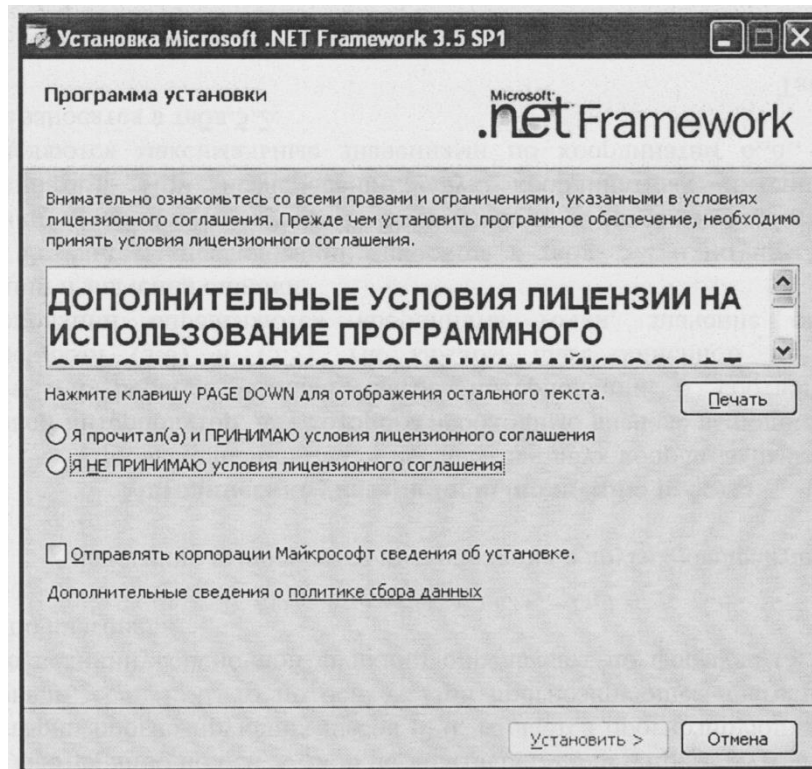 Установка Microsoft .NET Framework 3.5 SP1
Программа установки
Microsoft
.net Framework
Внимательно ознакомьтесь со всеми правами и ограничениями, указанными в условиях
лицензионного соглашения. Прежде чем установить программное обеспечение, необходимо
принять условия лицензионного соглашения.
ДОПОЛНИТЕЛЬНЫЕ УСЛОВИЯ ЛИЦЕНЗИИ НА
ИСПОЛЬЗОВАНИЕ ПРОГРАММНОГО
Нажмите клавишу PAGE DOWN для отображения остального текста.
Печать
Я прочитал(а) и ПРИНИМАЮ условия лицензионного соглашения
Я НЕ ПРИНИМАЮ условия лицензионного соглашения
Отправлять корпорации Майкрософт сведения об установке.
Дополнительные сведения о политике сбора данных
Установить >
Отмена